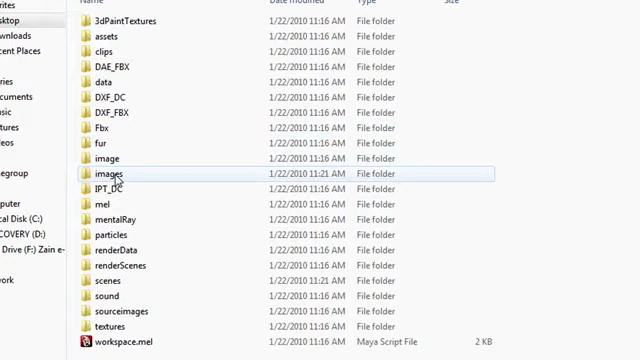 Name Date modified Type Size
3dPaintTextures 1/22/2010 11:16 AM File folder
assets 1/22/2010 11:16 AM File folder
clips 1/22/2010 11:16 AM File folder
DAE_FBX 1/22/2010 11:16 AM File folder
data 1/22/2010 11:16 AM File folder
DXF_DC 1/22/2010 11:16 AM File folder
DXF_FBX 1/22/2010 11:16 AM File folder
Fbx 1/22/2010 11:16 AM File folder
fur 1/22/2010 11:16 AM File folder
image 1/22/2010 11:16 AM File folder
images 1/22/2010 11:21 AM File folder
IPT_DC 1/22/2010 11:16 AM File folder
mel 1/22/2010 11:16 AM File folder
mentalRay 1/22/2010 11:16 AM File folder
particles 1/22/2010 11:16 AM File folder
renderData 1/22/2010 11:16 AM File folder
renderScenes 1/22/2010 11:16 AM File folder
scenes 1/22/2010 11:21 AM File folder
sound 1/22/2010 11:16 AM File folder
sourceimages 1/22/2010 11:16 AM File folder
textures 1/22/2010 11:16 AM File folder
workspace.mel 1/22/2010 11:16 AM Maya Script File 2 KB
rites
sktop
wnloads
cent Places
ries
cuments
usic
tures
eos
megroup
mputer
cal Disk (C:)
COVERY (D:)
Drive (F:) Zain e-
ork